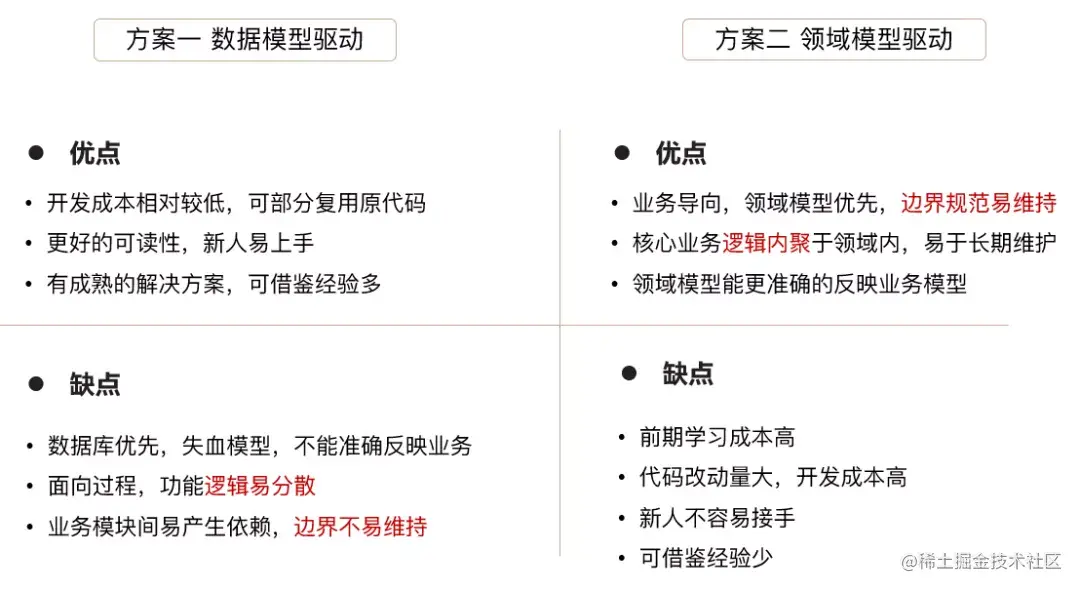 方案一 数据模型驱动
优点
开发成本相对较低，可部分复用原代码
更好的可读性，新人易上手
有成熟的解决方案，可借鉴经验多
缺点
数据库优先，失血模型，不能准确反映业务
面向过程，功能逻辑易分散
业务模块间易产生依赖，边界不易维持
方案二 领域模型驱动
优点
业务导向，领域模型优先，边界规范易维持
核心业务逻辑内聚于领域内，易于长期维护
领域模型能更准确的反映业务模型
缺点
前期学习成本高
代码改动量大，开发成本高
新人不容易接手
可借鉴经验少
@稀土掘金技术社区